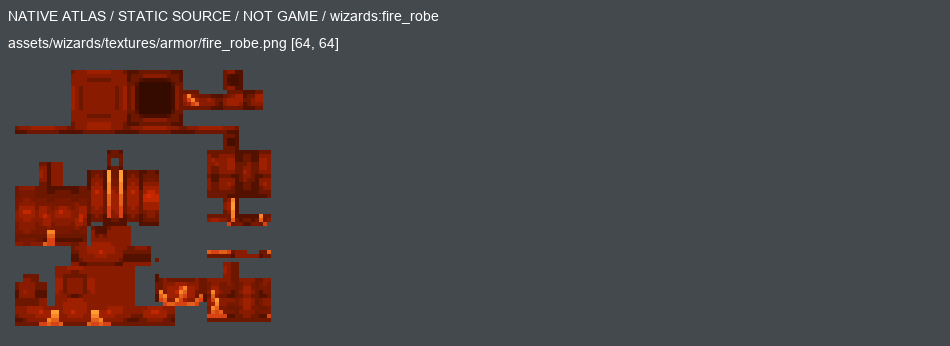 NATIVE ATLAS / STATIC SOURCE / NOT GAME / wizards:fire_robe
assets/wizards/textures/armor/fire_robe.png [64, 64]